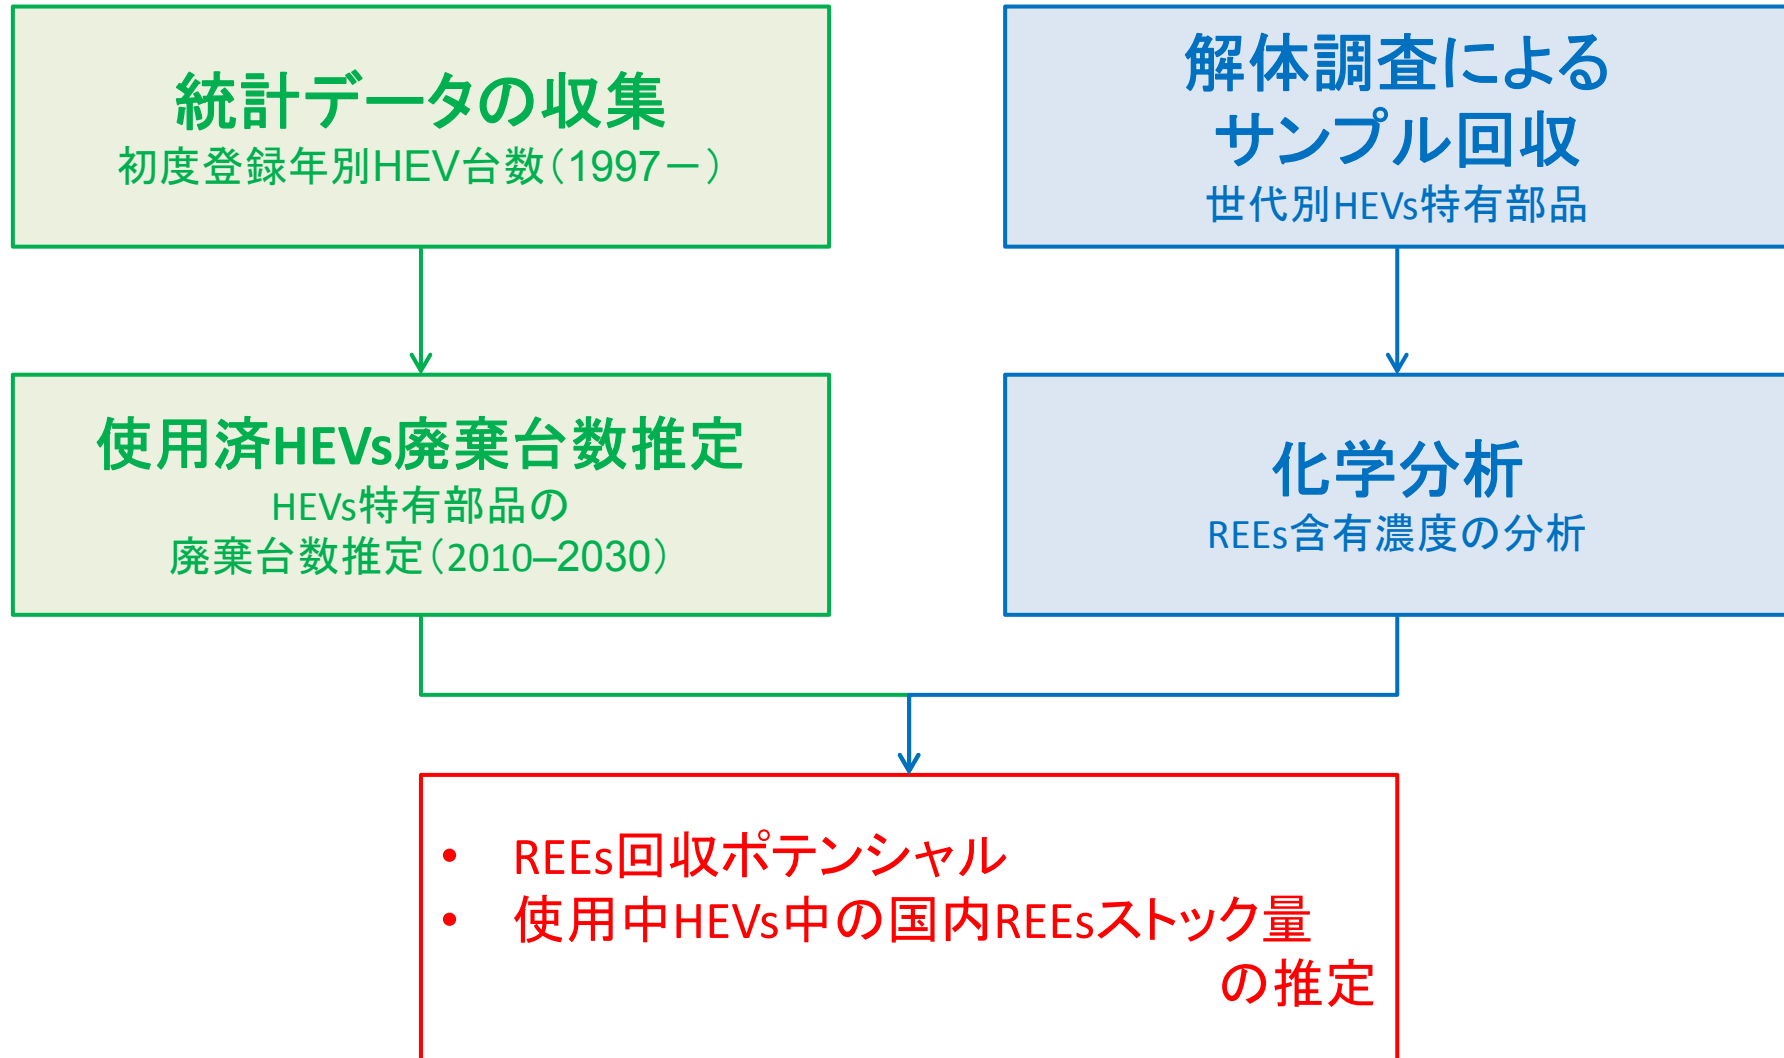 統計データの収集
初度登録年別HEV台数（1997－）
解体調査による
サンプル回収
世代別HEVs特有部品
使用済HEVs廃棄台数推定
HEVs特有部品の
廃棄台数推定（2010–2030）
化学分析
REEs含有濃度の分析
• REEs回収ポテンシャル
• 使用中HEVs中の国内REEsストック量
の推定